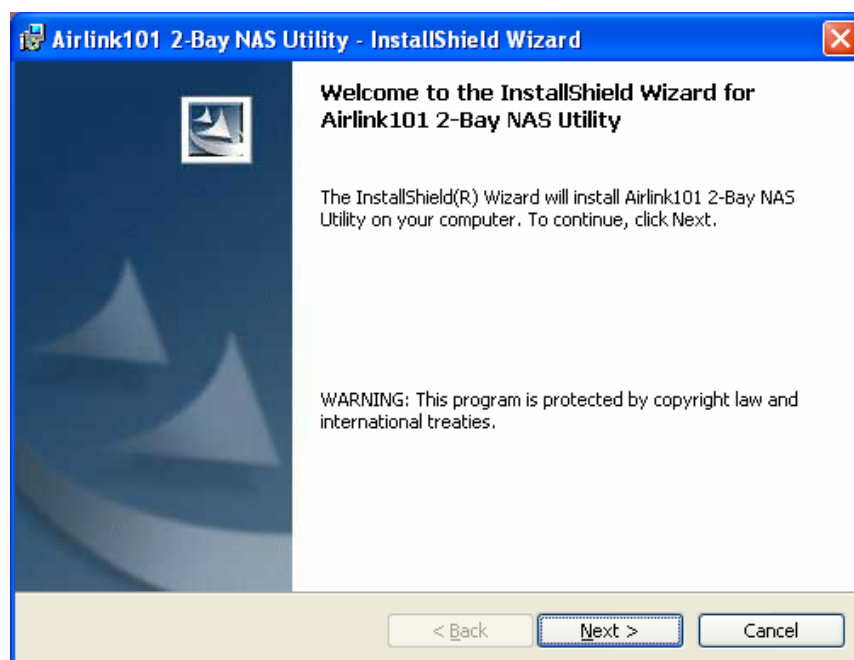 Airlink101 2-Bay NAS Utility - InstallShield Wizard
Welcome to the InstallShield Wizard for
Airlink101 2-Bay NAS Utility
The InstallShield(R) Wizard will install Airlink101 2-Bay NAS
Utility on your computer. To continue, click Next.
WARNING: This program is protected by copyright law and
international treaties.
< Back
Next >
Cancel